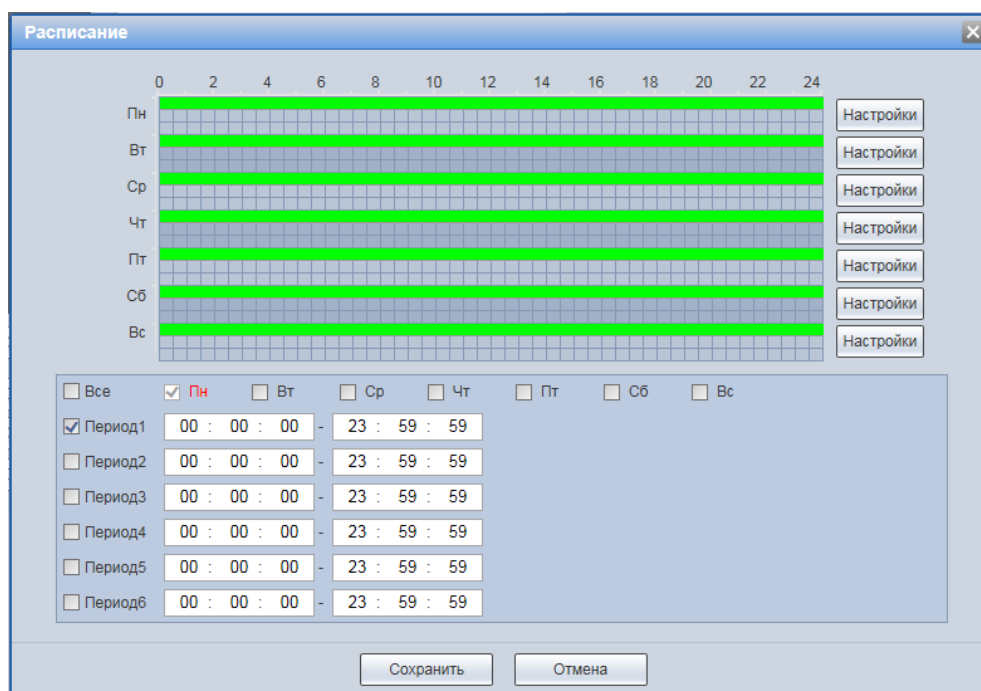 Расписание
0 2 4 6 8 10 12 14 16 18 20 22 24
Пн Настройки
Вт Настройки
Ср Настройки
Чт Настройки
Пт Настройки
Сб Настройки
Вс Настройки
Все Пн Вт Ср Чт Пт Сб Вс
Период1 00 : 00 : 00 - 23 : 59 : 59
Период2 00 : 00 : 00 - 23 : 59 : 59
Период3 00 : 00 : 00 - 23 : 59 : 59
Период4 00 : 00 : 00 - 23 : 59 : 59
Период5 00 : 00 : 00 - 23 : 59 : 59
Период6 00 : 00 : 00 - 23 : 59 : 59
Сохранить Отмена